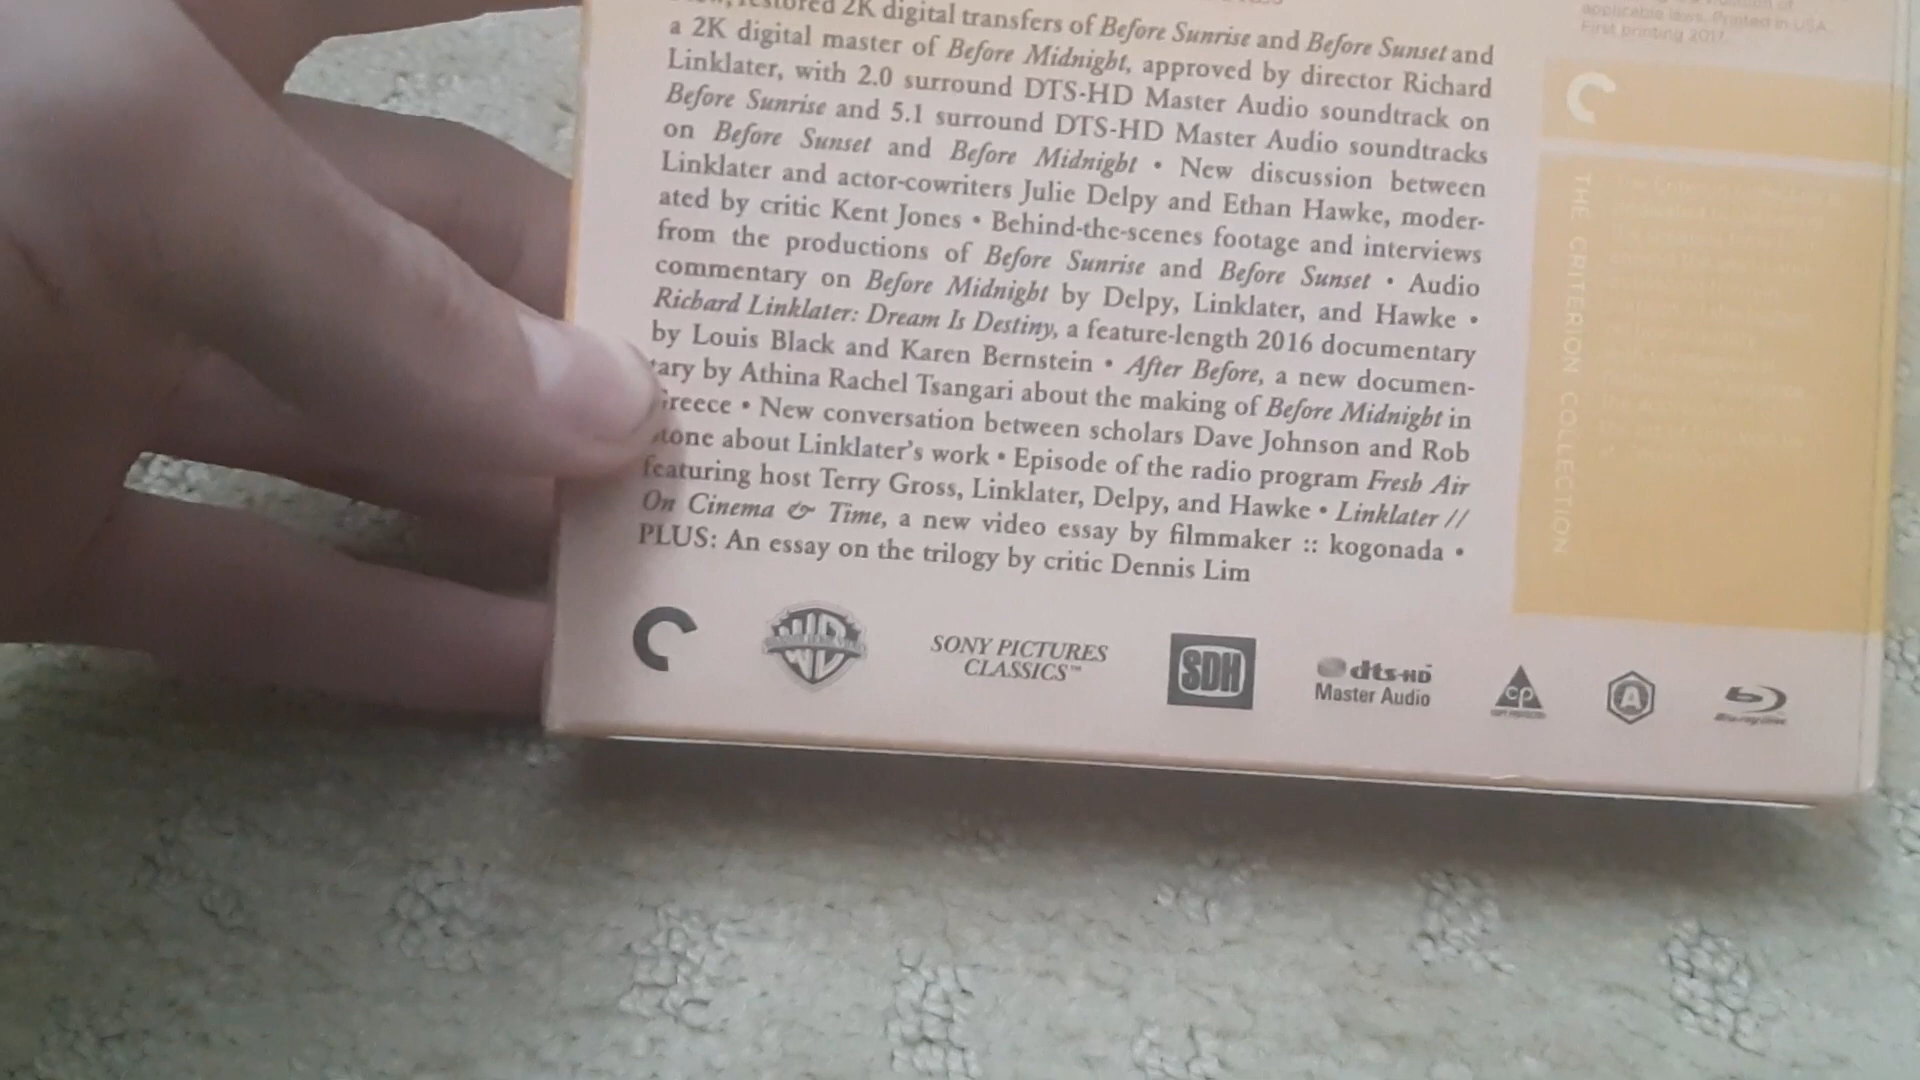 restored 2K digital transfers of Before Sunrise and Before Sunset and
a 2K digital master of Before Midnight, approved by director Richard
Linklater, with 2.0 surround DTS-HD Master Audio soundtrack on
Before Sunrise and 5.1 surround DTS-HD Master Audio soundtracks
on Before Sunset and Before Midnight • New discussion between
Linklater and actor-cowriters Julie Delpy and Ethan Hawke, moder-
ated by critic Kent Jones • Behind-the-scenes footage and interviews
from the productions of Before Sunrise and Before Sunset • Audio
commentary on Before Midnight by Delpy, Linklater, and Hawke •
Richard Linklater: Dream Is Destiny, a feature-length 2016 documentary
by Louis Black and Karen Bernstein • After Before, a new documen-
tary by Athina Rachel Tsangari about the making of Before Midnight in
Greece • New conversation between scholars Dave Johnson and Rob
tone about Linklater's work • Episode of the radio program Fresh Air
featuring host Terry Gross, Linklater, Delpy, and Hawke • Linklater //
On Cinema & Time, a new video essay by filmmaker :: kogonada •
PLUS: An essay on the trilogy by critic Dennis Lim
WB
SONY PICTURES
CLASSICS™
SDH
dts-HD
Master Audio
CP
A
applicable laws. Printed in USA.
First printing 2017.
THE CRITERION COLLECTION